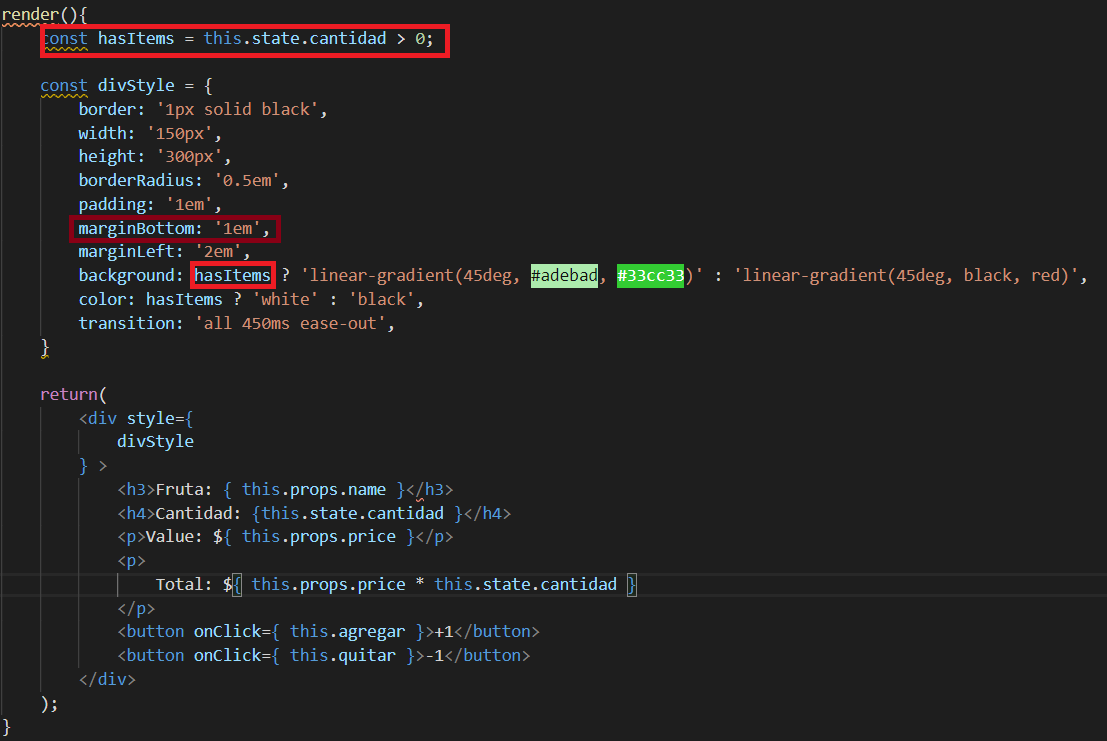 render(){
const hasItems = this.state.cantidad > 0;
const divStyle = {
border: '1px solid black',
width: '150px',
height: '300px',
borderRadius: '0.5em',
padding: '1em',
marginBottom: '1em',
marginLeft: '2em',
background: hasItems ? 'linear-gradient(45deg, #adebad, #33cc33)' : 'linear-gradient(45deg, black, red)',
color: hasItems ? 'white' : 'black',
transition: 'all 450ms ease-out',
}
return(
<div style={
divStyle
} >
<h3>Fruta: { this.props.name }</h3>
<h4>Cantidad: {this.state.cantidad }</h4>
<p>Value: ${ this.props.price }</p>
<p>
Total: ${ this.props.price * this.state.cantidad }
</p>
<button onClick={ this.agregar }>+1</button>
<button onClick={ this.quitar }>-1</button>
</div>
);
}